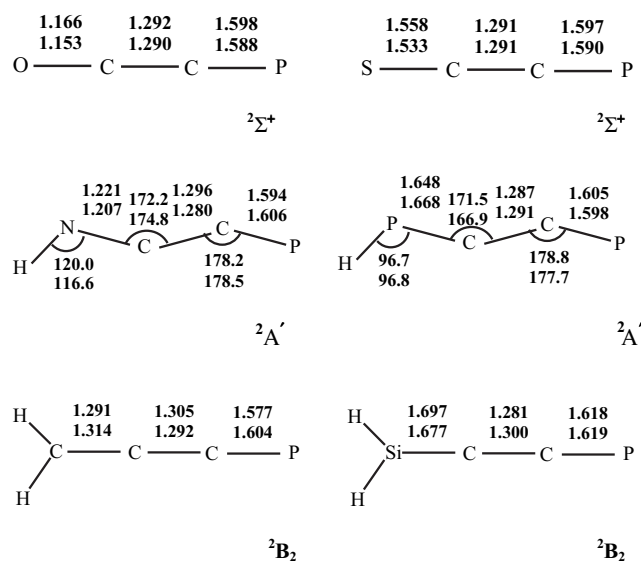 1.166 1.292 1.598 1.558 1.291 1.597
1.153 1.290 1.588 1.533 1.291 1.590
O C C P S C C P
²Σ⁺ ²Σ⁺
1.221 172.2 1.296 1.594 1.648 171.5 1.287 1.605
1.207 174.8 1.280 1.606 1.668 166.9 1.291 1.598
N C P P C P
H C H C
120.0 178.2 96.7 178.8
116.6 178.5 96.8 177.7
²A′ ²A′
H H
1.291 1.305 1.577 1.697 1.281 1.618
1.314 1.292 1.604 1.677 1.300 1.619
C C C P Si C C P
H H
²B₂ ²B₂